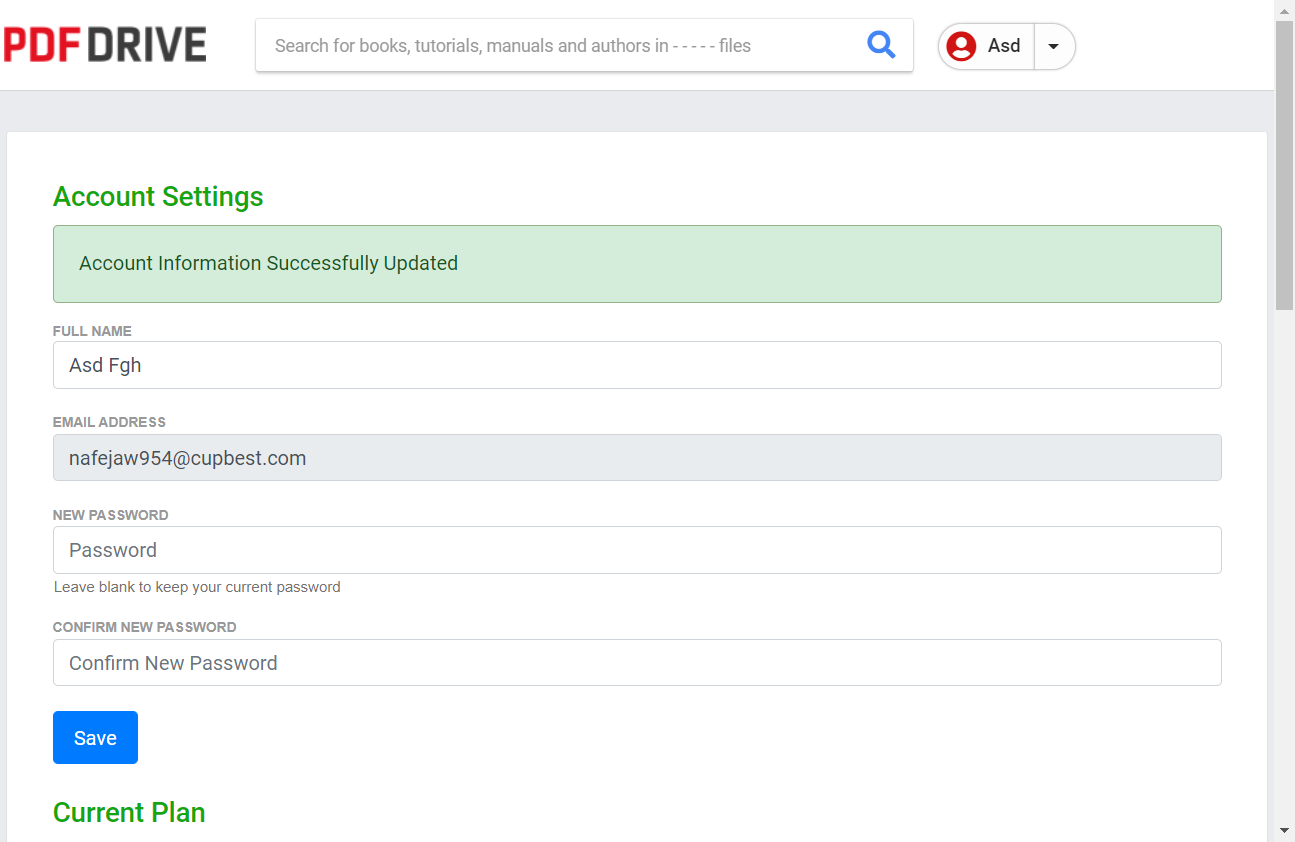 PDF DRIVE
Search for books, tutorials, manuals and authors in - - - - - files
Asd
Account Settings
Account Information Successfully Updated
FULL NAME
Asd Fgh
EMAIL ADDRESS
nafejaw954@cupbest.com
NEW PASSWORD
Password
Leave blank to keep your current password
CONFIRM NEW PASSWORD
Confirm New Password
Save
Current Plan